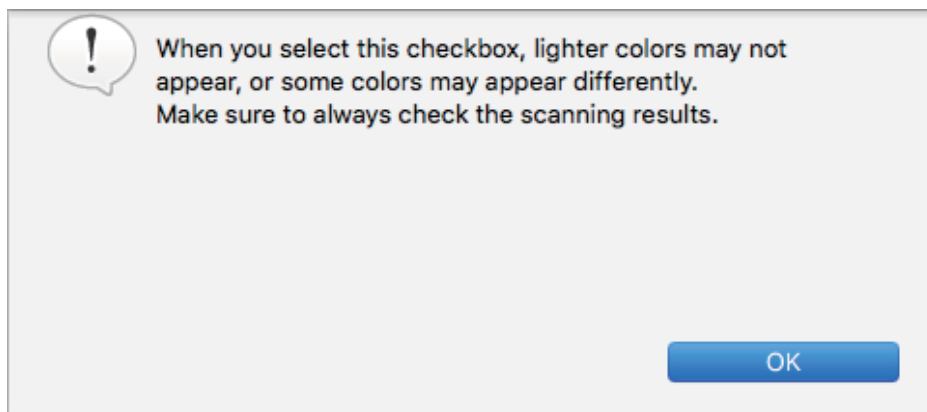 When you select this checkbox, lighter colors may not
appear, or some colors may appear differently.
Make sure to always check the scanning results.
OK